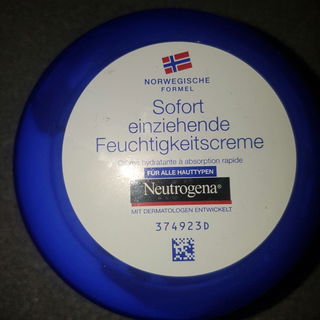 NORWEGISCHE
FORMEL
Sofort
einziehende
Feuchtigkeitscreme
Crème hydratante à absorption rapide
FÜR ALLE HAUTTYPEN
Neutrogena®
MIT DERMATOLOGEN ENTWICKELT
374923D